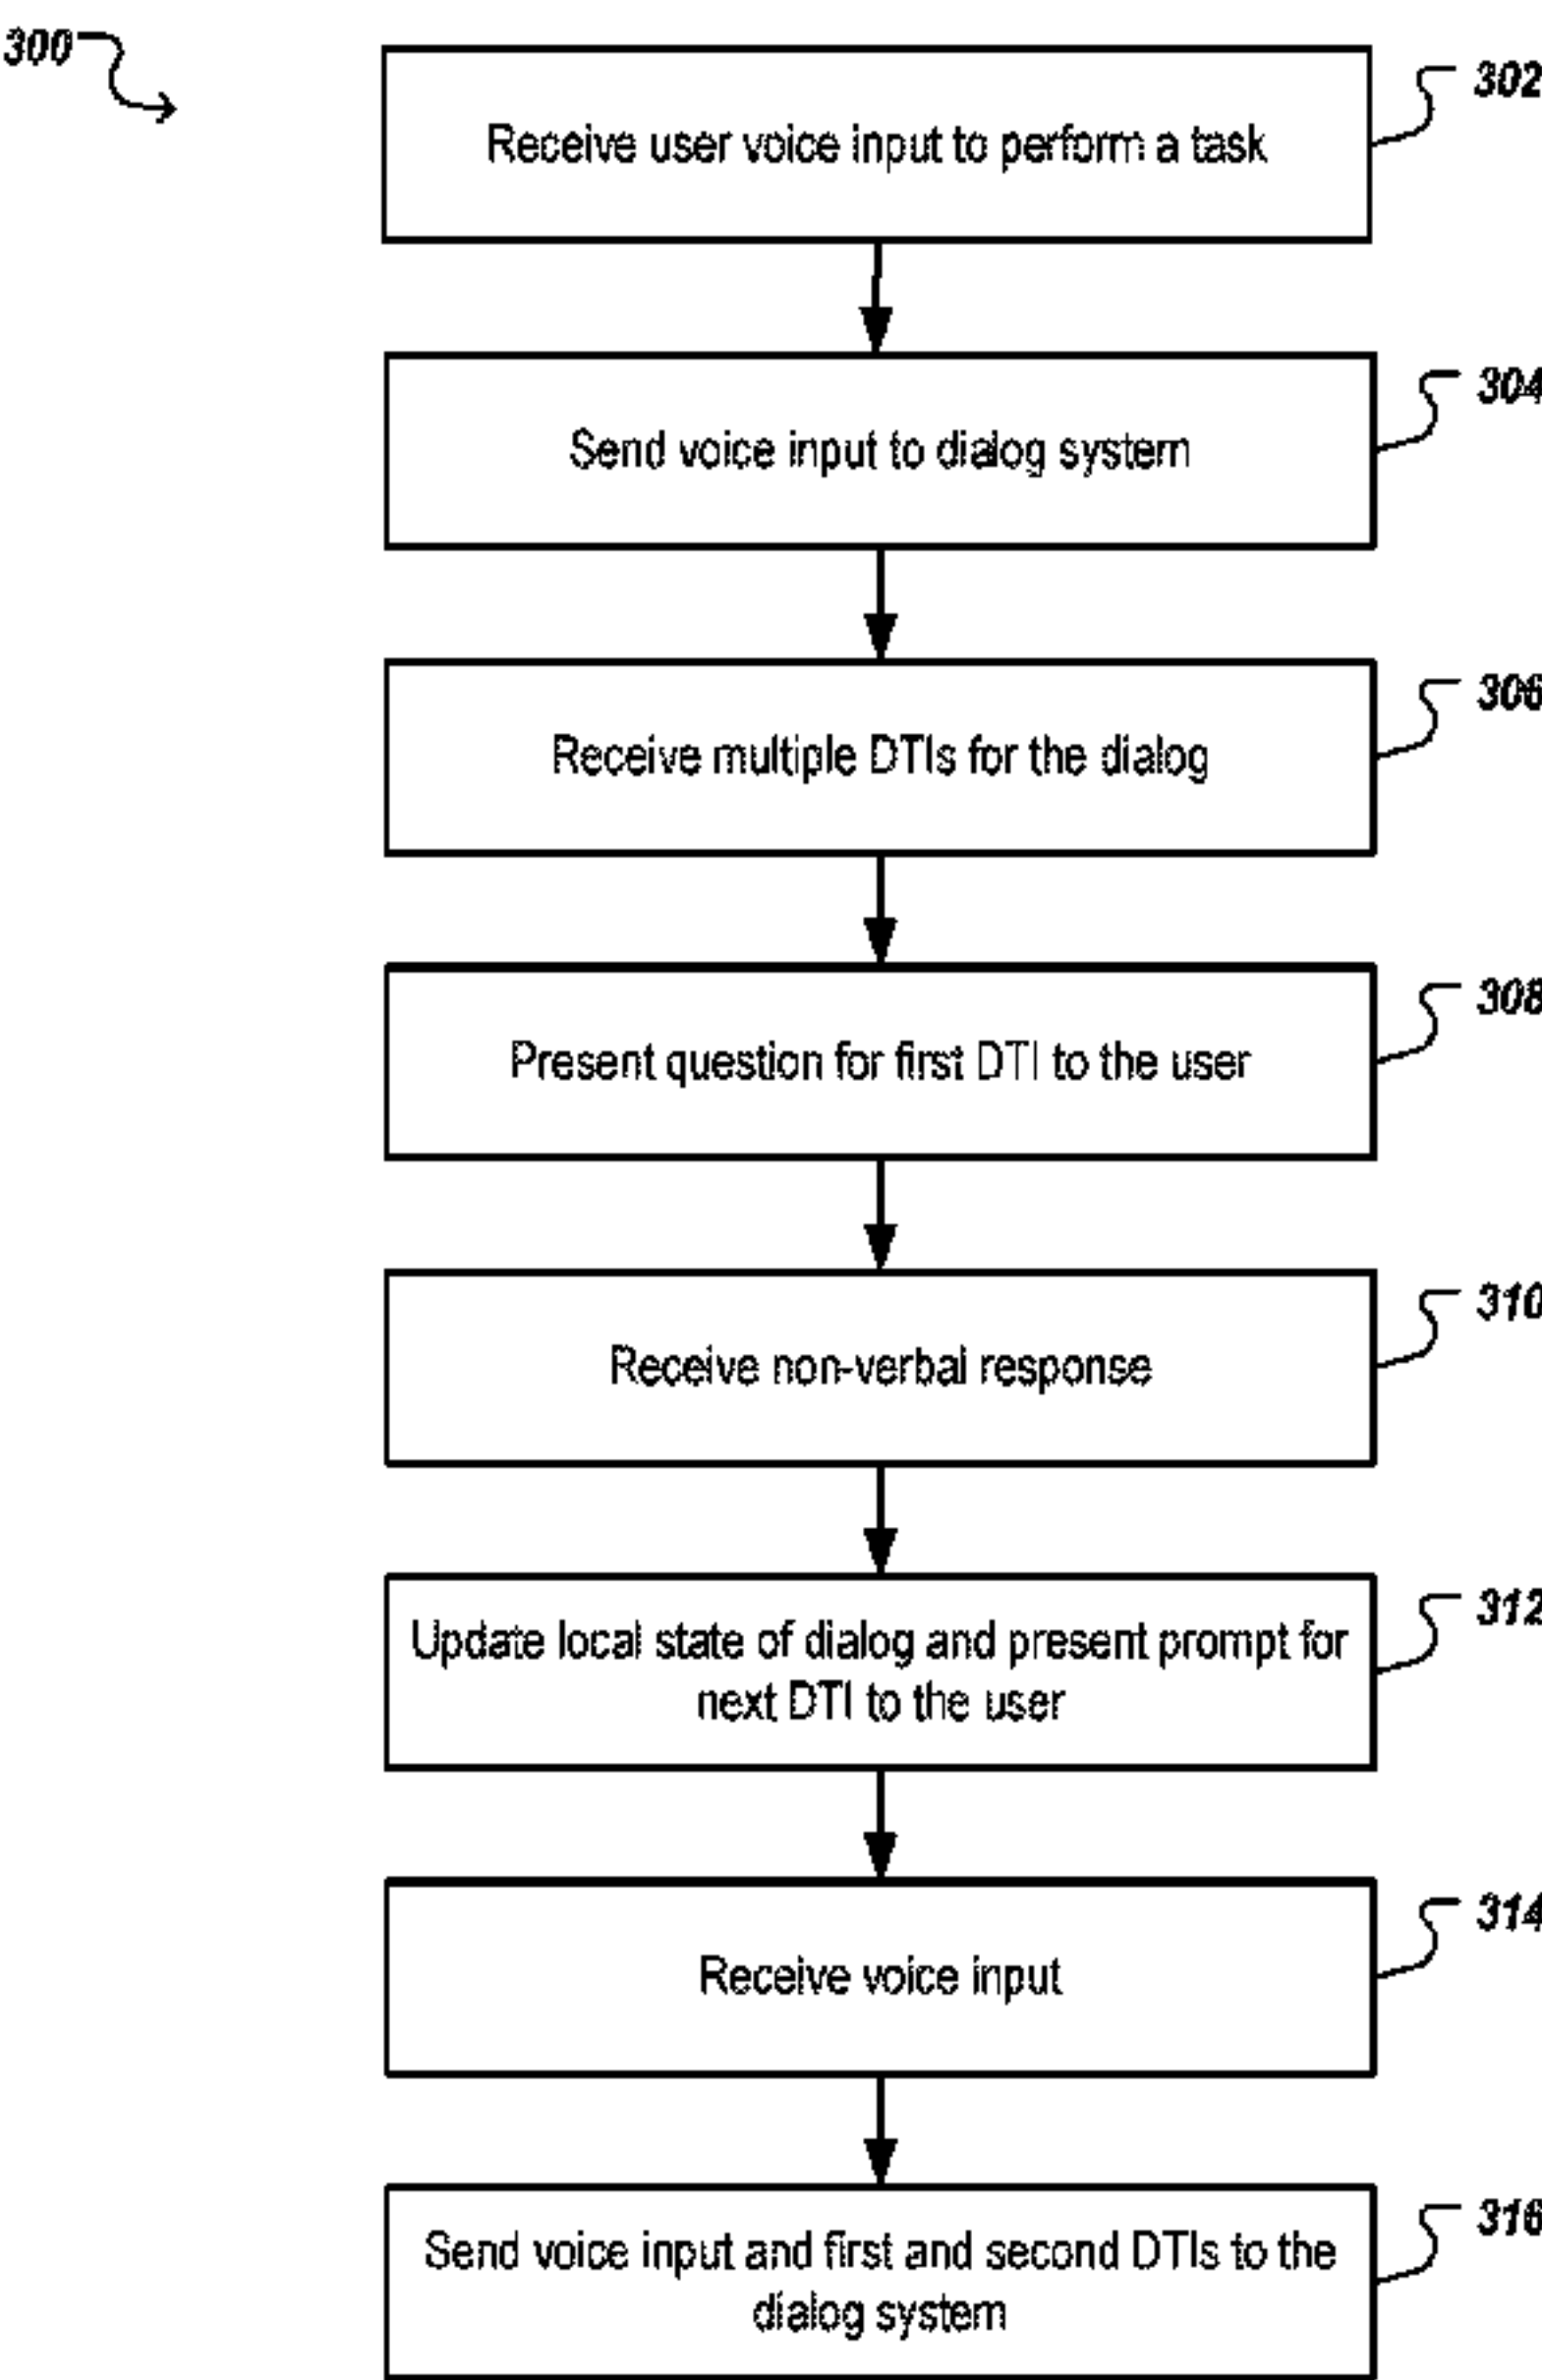 300
302
Receive user voice input to perform a task
304
Send voice input to dialog system
306
Receive multiple DTIs for the dialog
308
Present question for first DTI to the user
310
Receive non-verbal response
312
Update local state of dialog and present prompt for
next DTI to the user
314
Receive voice input
316
Send voice input and first and second DTIs to the
dialog system